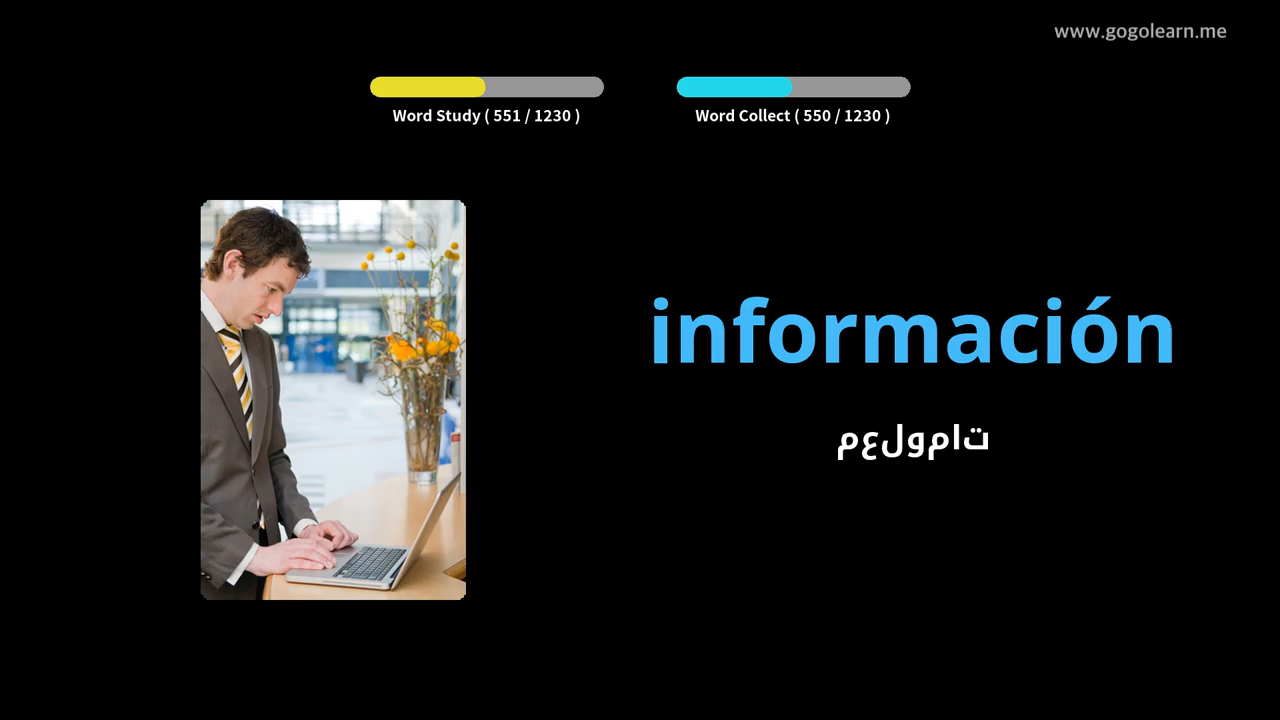 www.gogolearn.me
Word Study ( 551 / 1230 )
Word Collect ( 550 / 1230 )
información
معلومات